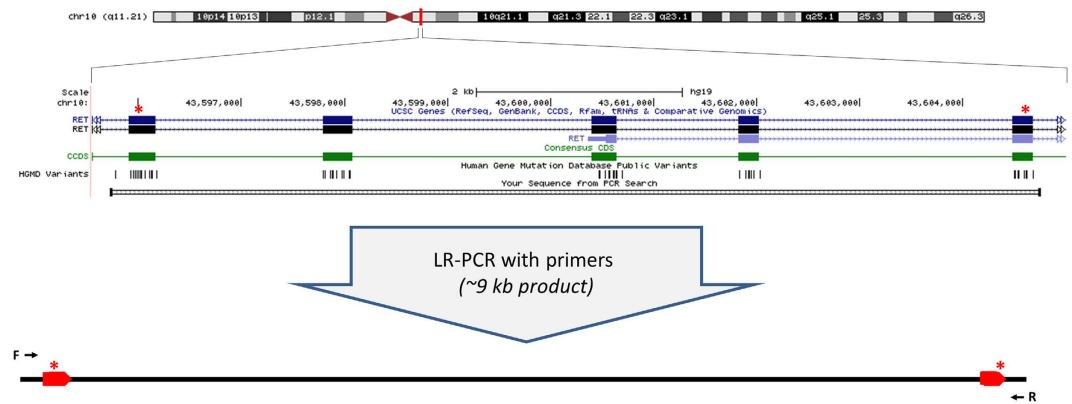 chr10 (q11.21) 10p14 10p13 p12.1 10q21.1 q21.3 22.1 22.3 q23.1 q25.1 25.3 q26.3
Scale 2 kb hg19
chr10: * 43,597,000 43,598,000 43,599,000 43,600,000 43,601,000 43,602,000 43,603,000 43,604,000 *
UCSC Genes (RefSeq, GenBank, CCDS, Rfam, tRNAs & Comparative Genomics)
RET
RET
RET
Consensus CDS
CCDS
Human Gene Mutation Database Public Variants
HGMD Variants
Your Sequence from PCR Search
LR-PCR with primers
(~9 kb product)
F * *
R